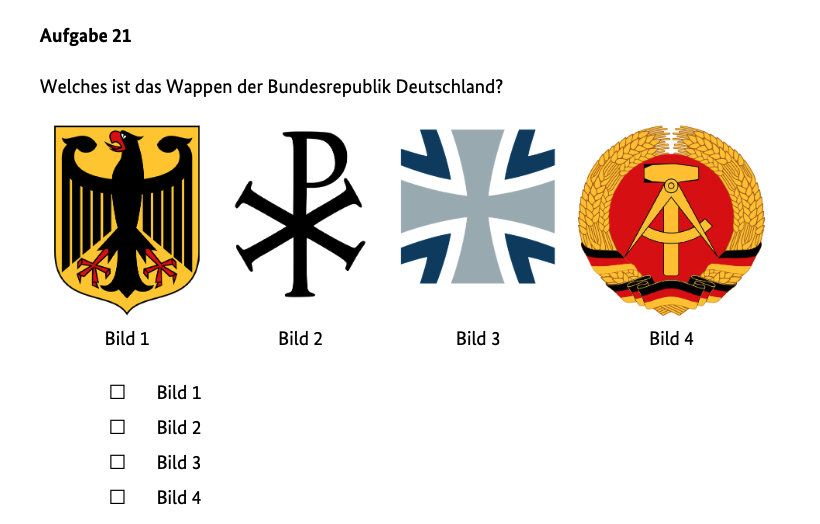 Aufgabe 21
Welches ist das Wappen der Bundesrepublik Deutschland?
Bild 1 Bild 2 Bild 3 Bild 4
☐ Bild 1
☐ Bild 2
☐ Bild 3
☐ Bild 4